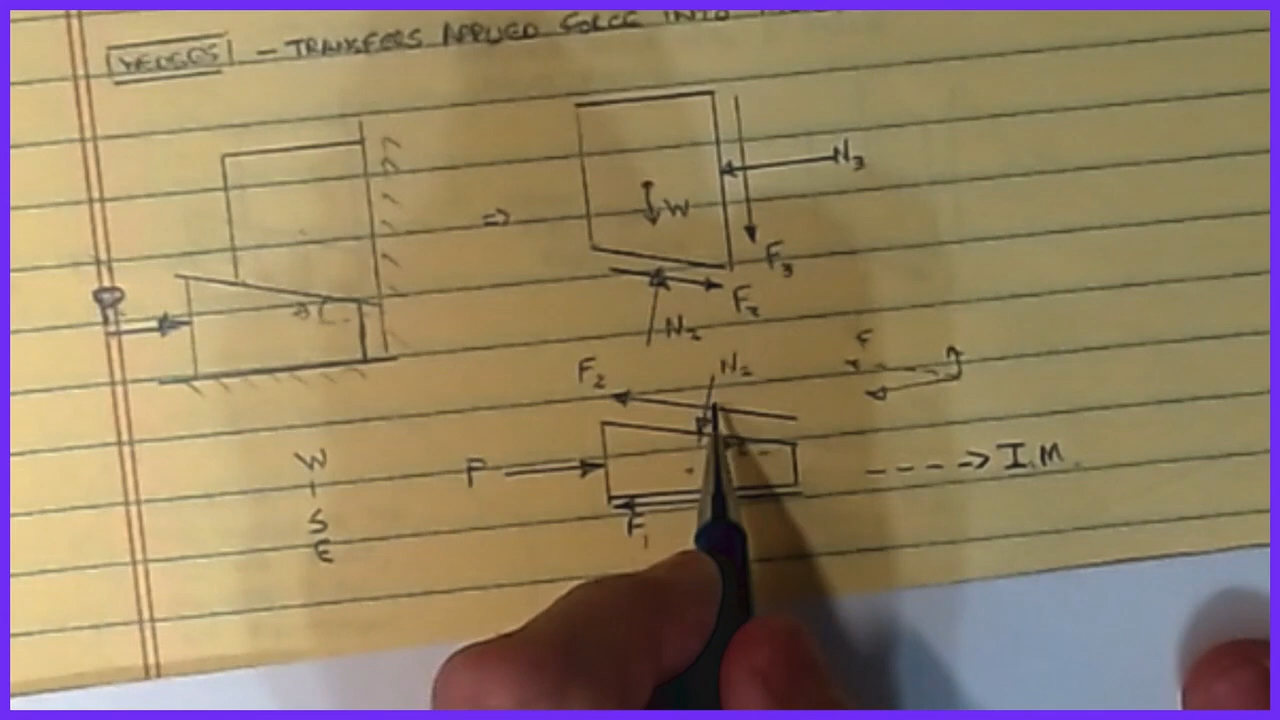 WEDGES - TRANSFERS APPLIED FORCE INTO
P
θ
W
N₃
F₃
F₂
N₂
F₂
N₂
F
P
F₁
I.M.
W
I
S
E